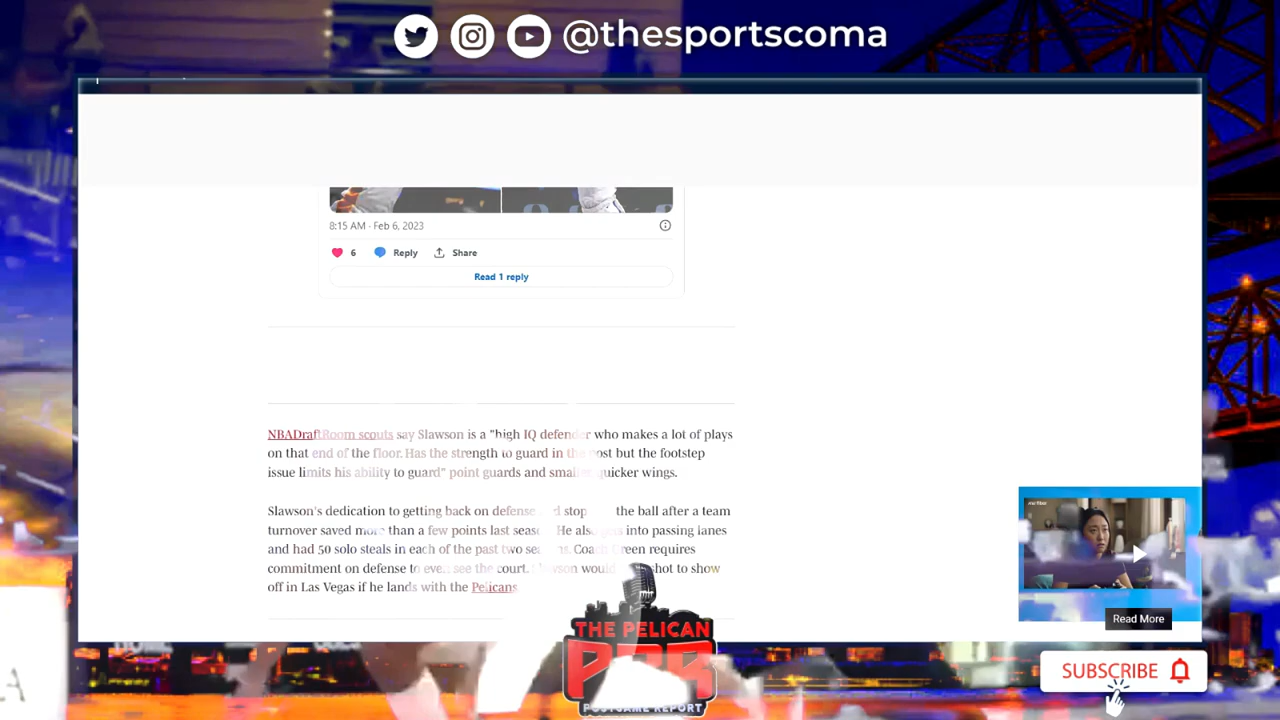 @thesportscoma
8:15 AM · Feb 6, 2023
6 Reply Share
Read 1 reply
NBADraftRoom scouts say Slawson is a "high IQ defender who makes a lot of plays
on that end of the floor. Has the strength to guard in the post but the footstep
issue limits his ability to guard" point guards and smaller quicker wings.
Slawson's dedication to getting back on defense and stop the ball after a team
turnover saved more than a few points last season. He also gets into passing lanes
and had 50 solo steals in each of the past two seasons. Coach Green requires
commitment on defense to even see the court. Slawson would shot to show
off in Las Vegas if he lands with the Pelicans
Read More
THE PELICAN
POSTGAME REPORT
SUBSCRIBE
A